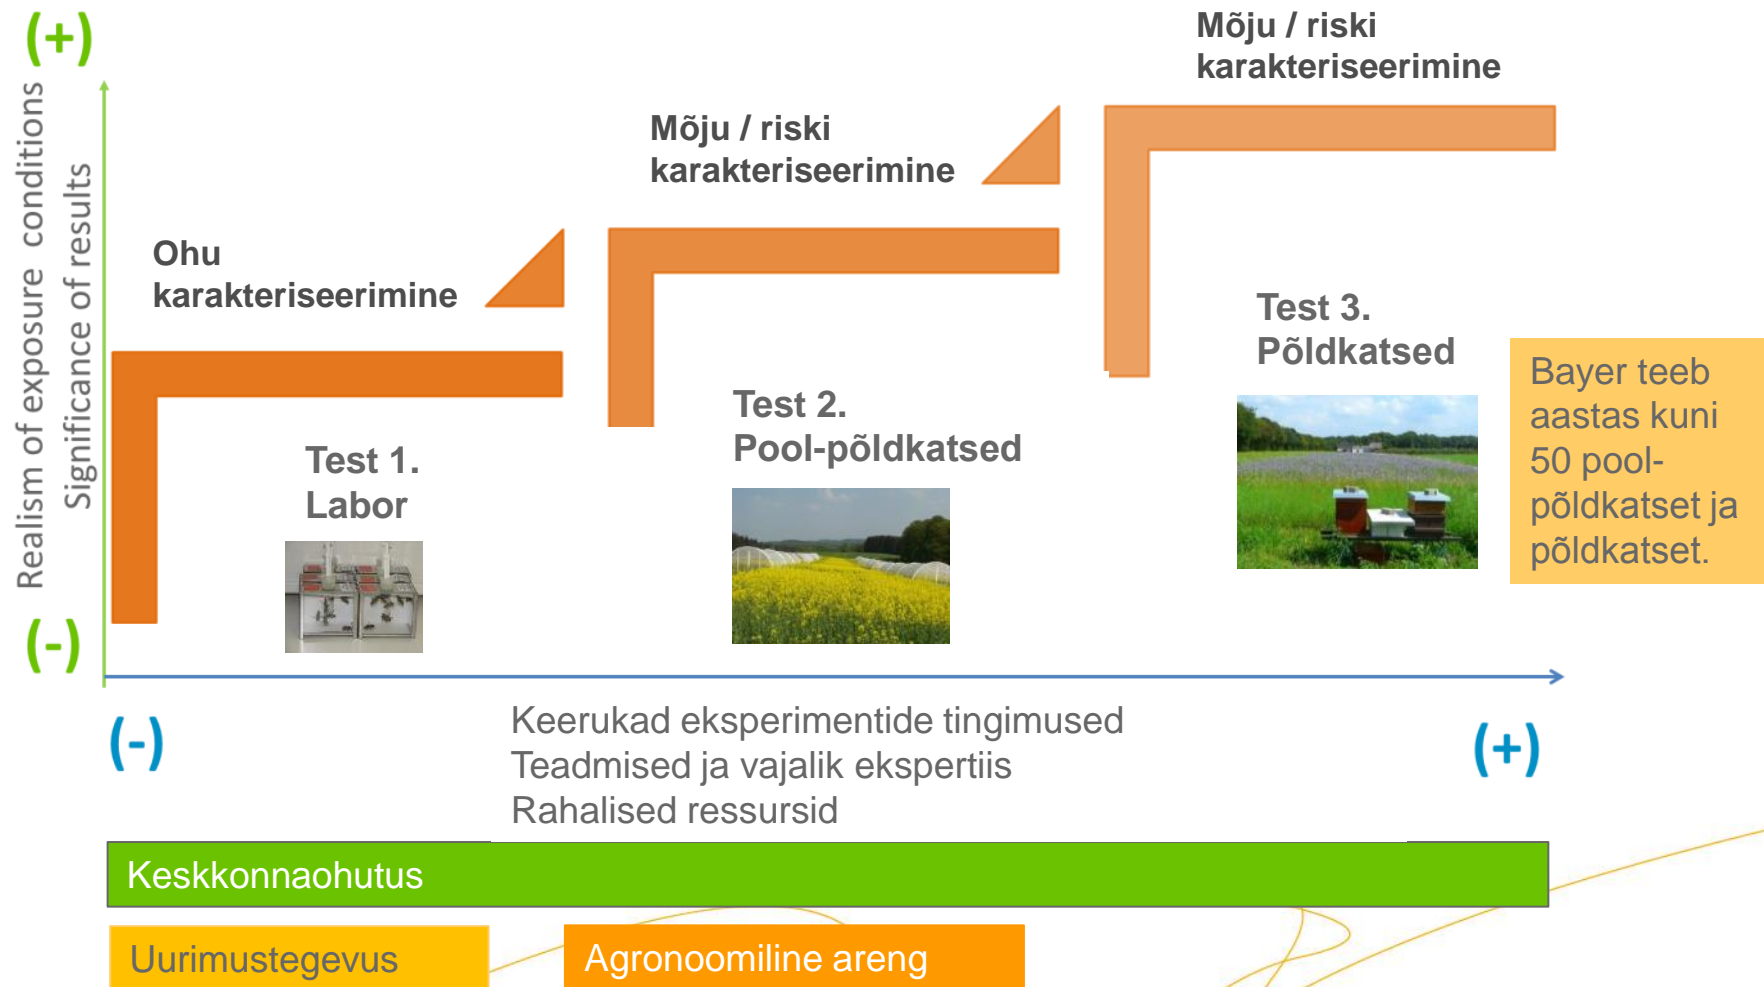 (+)
Realism of exposure conditions
Significance of results
(-)
Ohu
karakteriseerimine
Mõju / riski
karakteriseerimine
Mõju / riski
karakteriseerimine
Test 1.
Labor
Test 2.
Pool-põldkatsed
Test 3.
Põldkatsed
Bayer teeb
aastas kuni
50 pool-
põldkatset ja
põldkatset.
(-)
Keerukad eksperimentide tingimused
Teadmised ja vajalik ekspertiis
Rahalised ressursid
(+)
Keskkonnaohutus
Uurimustegevus
Agronoomiline areng